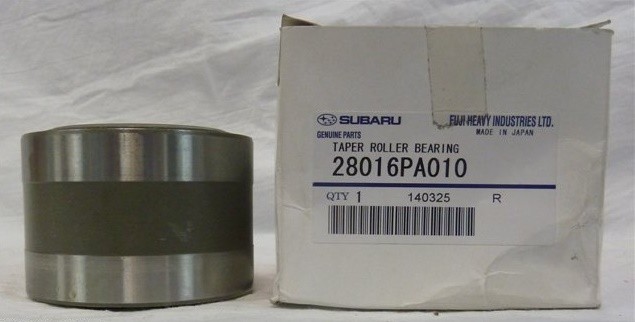 SUBARU FUJI HEAVY INDUSTRIES LTD.
GENUINE PARTS MADE IN JAPAN
TAPER ROLLER BEARING
28016PA010
QTY 1 140325 R